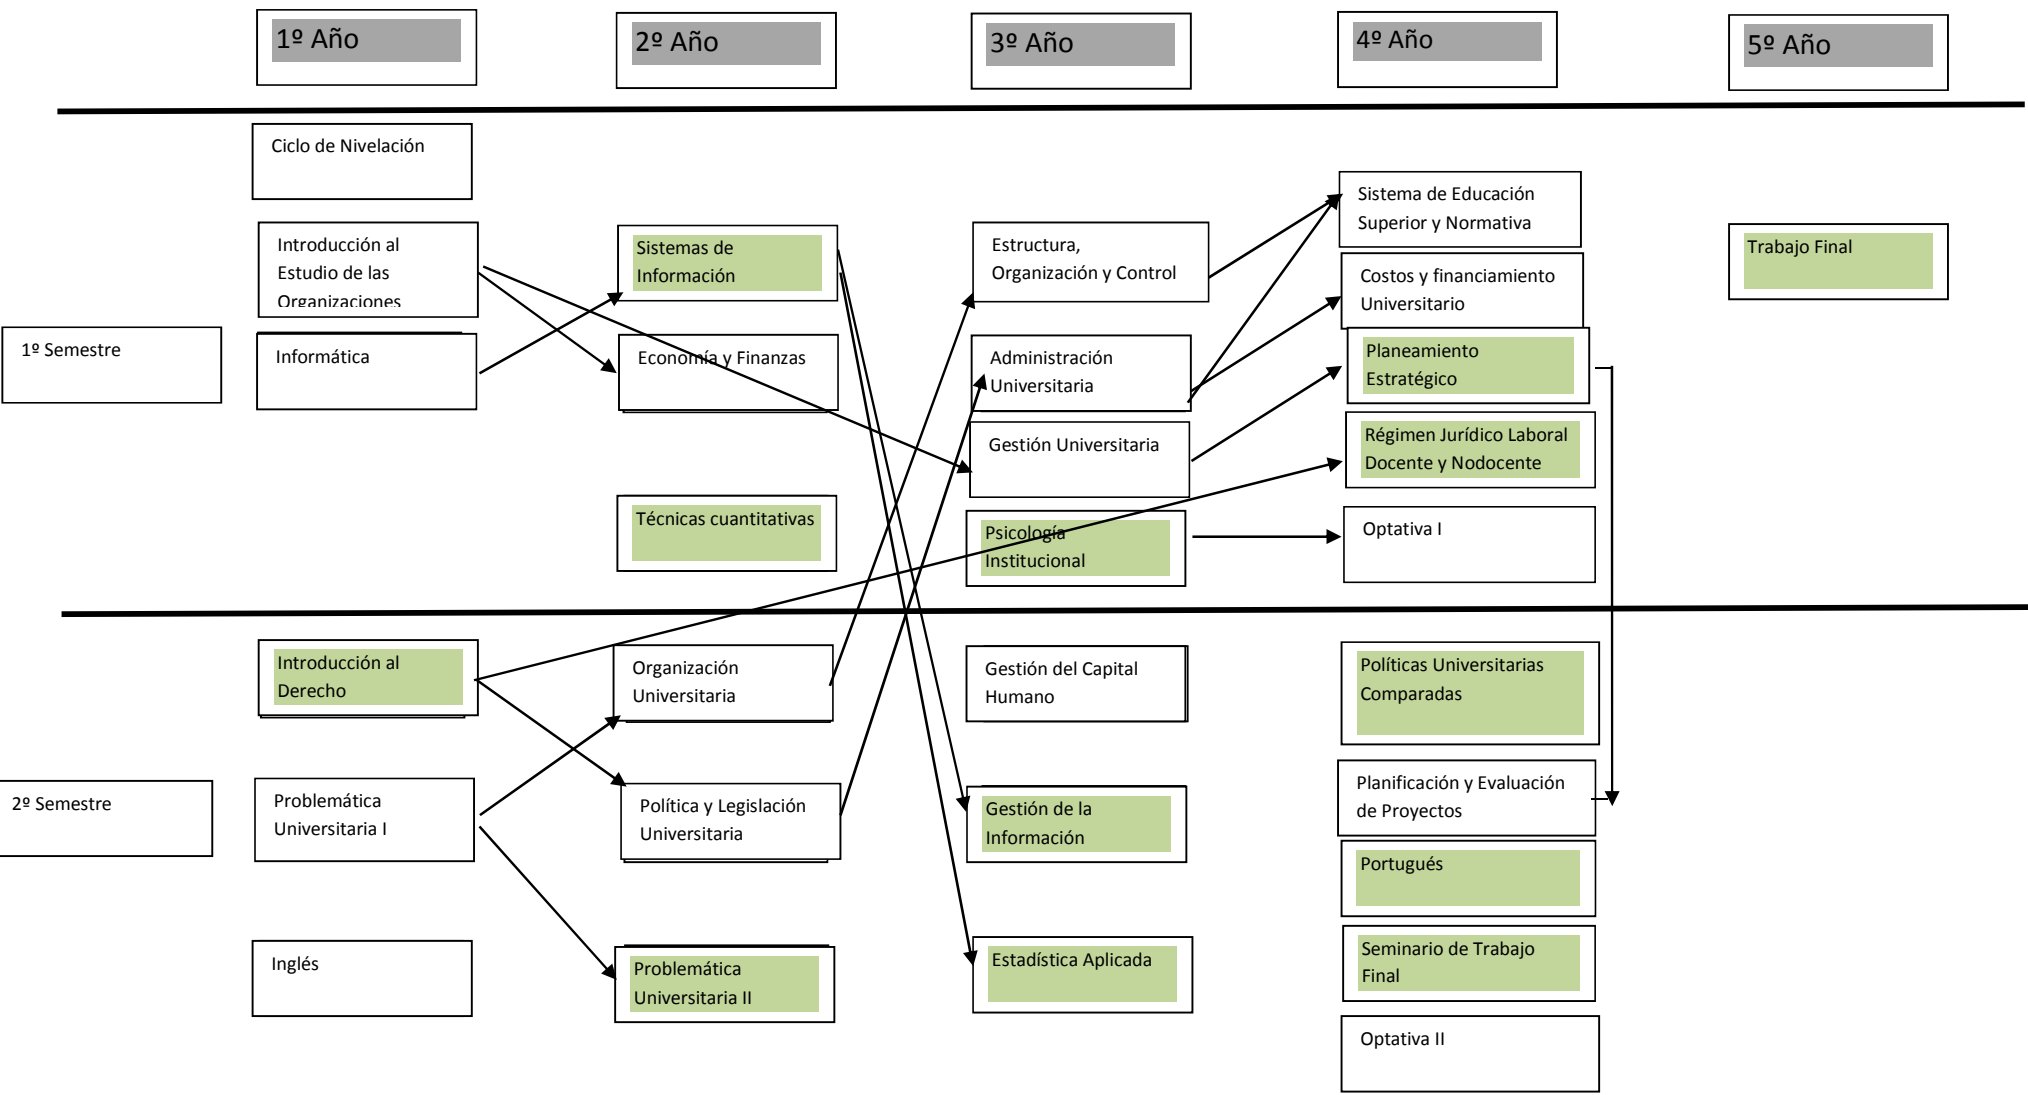 1º Año
2º Año
3º Año
4º Año
5º Año
Ciclo de Nivelación
Introducción al
Estudio de las
Organizaciones
Sistemas de
Información
Estructura,
Organización y Control
Sistema de Educación
Superior y Normativa
Costos y financiamiento
Universitario
Trabajo Final
1º Semestre
Informática
Economía y Finanzas
Administración
Universitaria
Planeamiento
Estratégico
Gestión Universitaria
Régimen Jurídico Laboral
Docente y Nodocente
Técnicas cuantitativas
Psicología
Institucional
Optativa I
Introducción al
Derecho
Organización
Universitaria
Gestión del Capital
Humano
Políticas Universitarias
Comparadas
2º Semestre
Problemática
Universitaria I
Política y Legislación
Universitaria
Gestión de la
Información
Planificación y Evaluación
de Proyectos
Portugués
Inglés
Problemática
Universitaria II
Estadística Aplicada
Seminario de Trabajo
Final
Optativa II